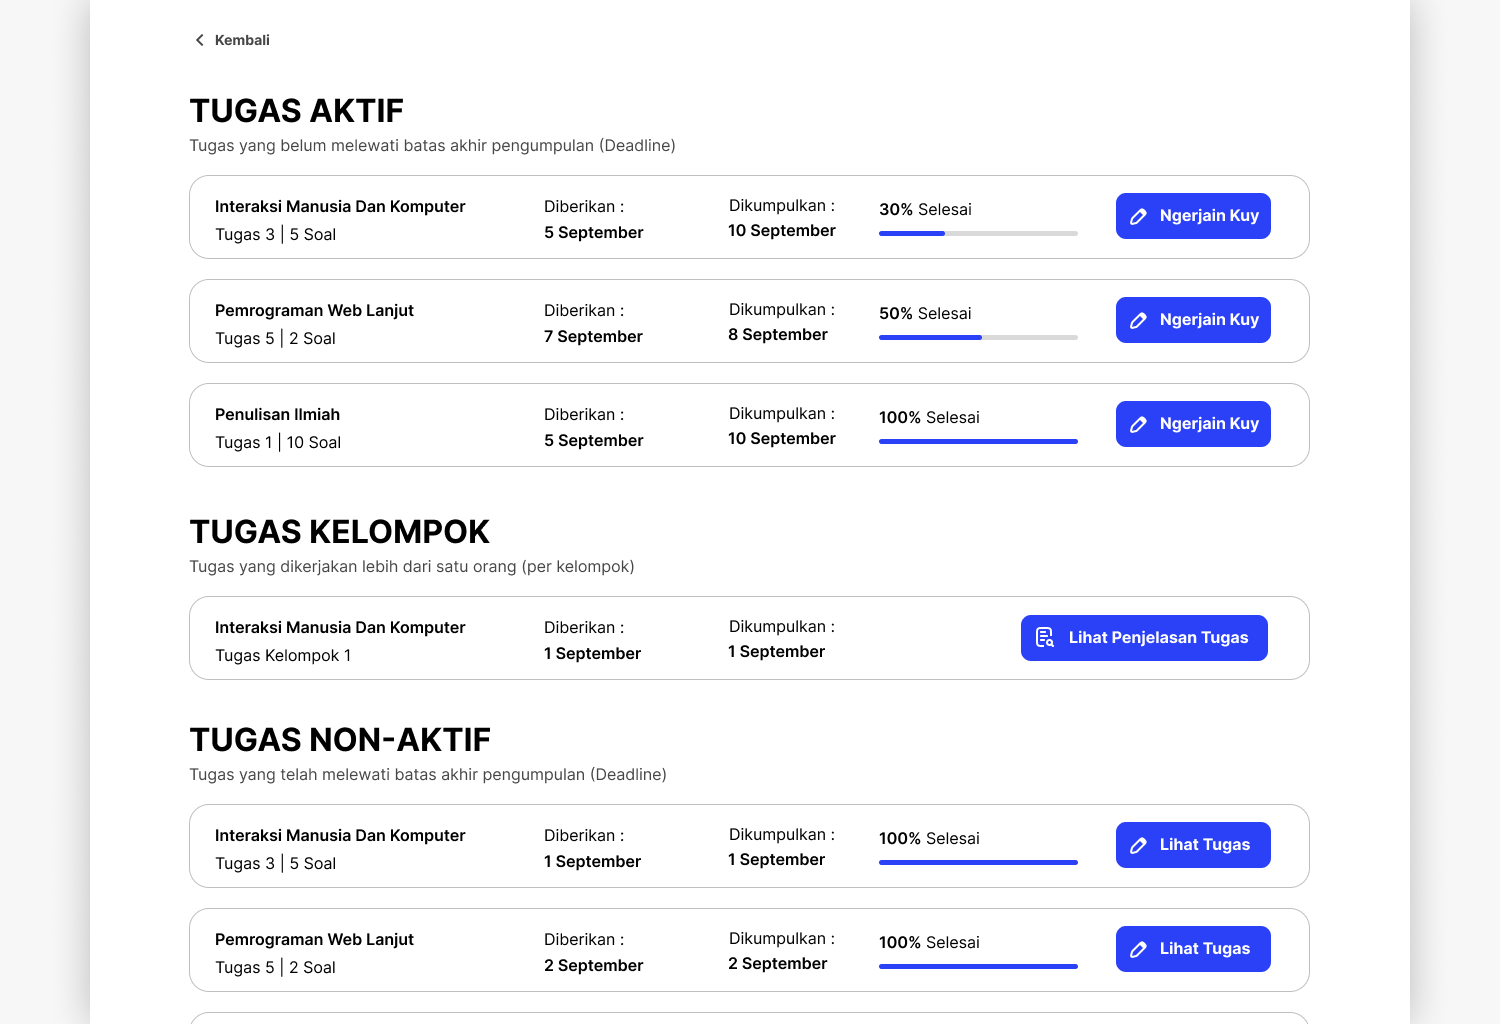 Kembali
TUGAS AKTIF
Tugas yang belum melewati batas akhir pengumpulan (Deadline)
Interaksi Manusia Dan Komputer
Tugas 3 | 5 Soal
Diberikan :
5 September
Dikumpulkan :
10 September
30% Selesai
Ngerjain Kuy
Pemrograman Web Lanjut
Tugas 5 | 2 Soal
Diberikan :
7 September
Dikumpulkan :
8 September
50% Selesai
Ngerjain Kuy
Penulisan Ilmiah
Tugas 1 | 10 Soal
Diberikan :
5 September
Dikumpulkan :
10 September
100% Selesai
Ngerjain Kuy
TUGAS KELOMPOK
Tugas yang dikerjakan lebih dari satu orang (per kelompok)
Interaksi Manusia Dan Komputer
Tugas Kelompok 1
Diberikan :
1 September
Dikumpulkan :
1 September
Lihat Penjelasan Tugas
TUGAS NON-AKTIF
Tugas yang telah melewati batas akhir pengumpulan (Deadline)
Interaksi Manusia Dan Komputer
Tugas 3 | 5 Soal
Diberikan :
1 September
Dikumpulkan :
1 September
100% Selesai
Lihat Tugas
Pemrograman Web Lanjut
Tugas 5 | 2 Soal
Diberikan :
2 September
Dikumpulkan :
2 September
100% Selesai
Lihat Tugas